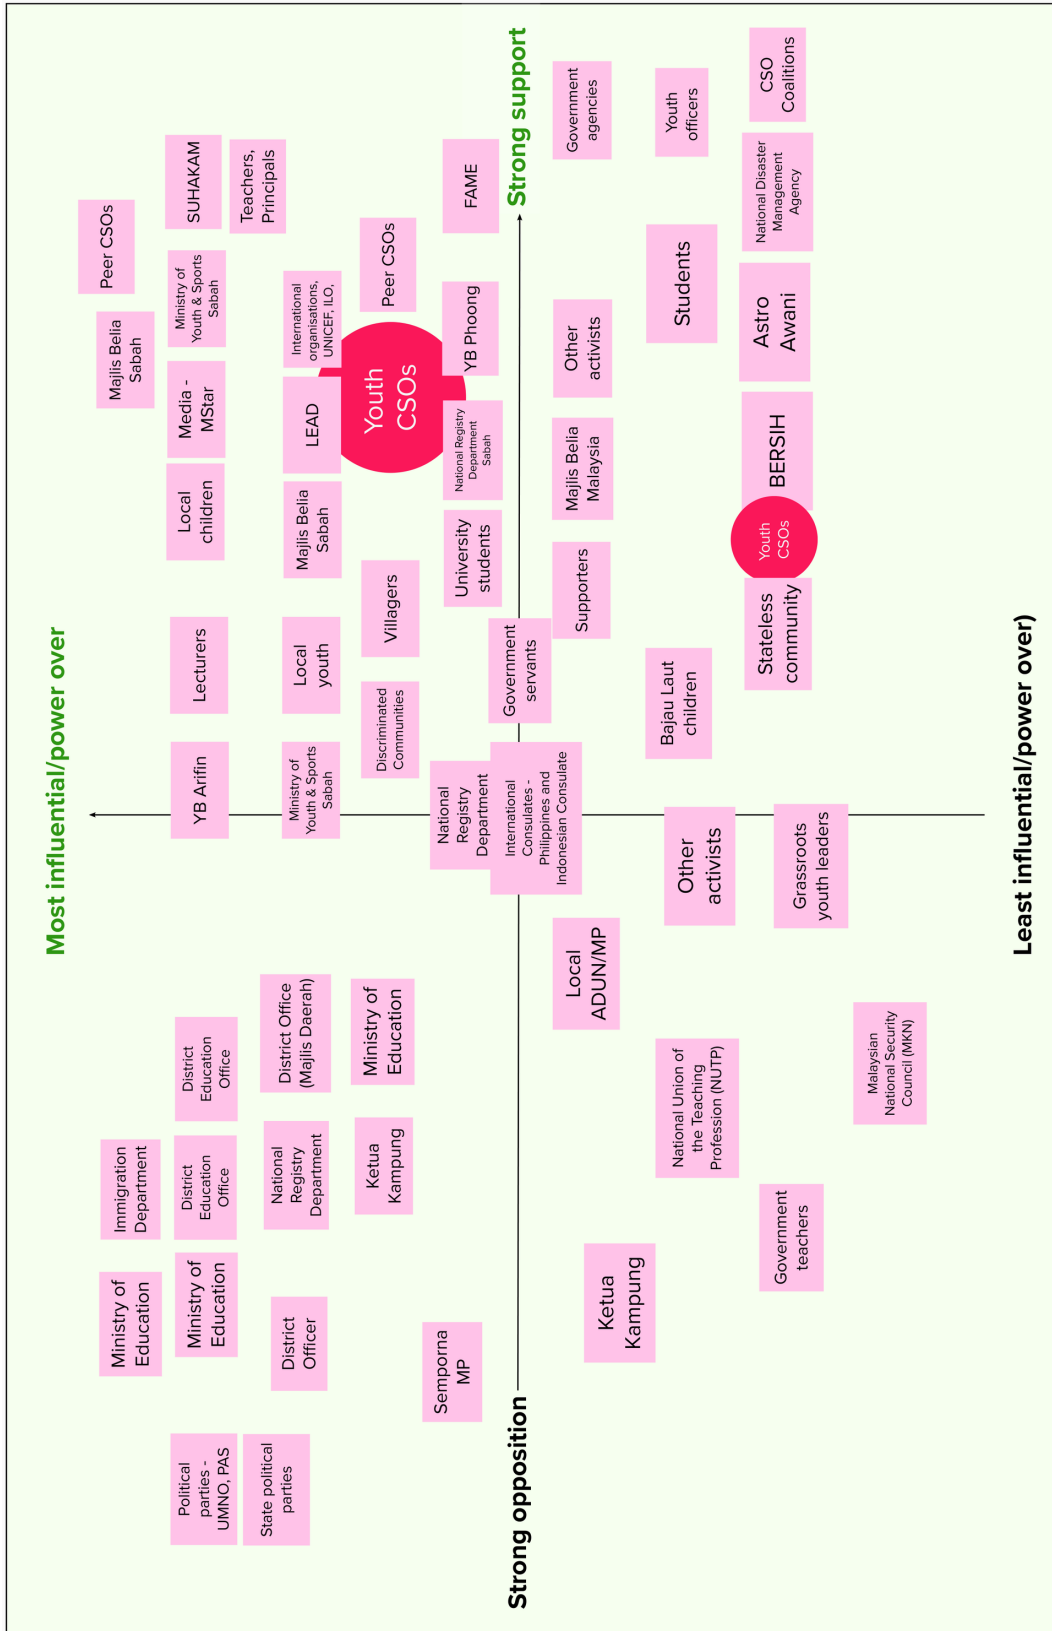 Most influential/power over
Ministry of
Education
Immigration
Department
Majlis Belia
Sabah
Peer CSOs
Political
parties -
UMNO, PAS
Ministry of
Education
District
Education
Office
District
Education
Office
YB Arifin
Lecturers
Local
children
Media -
MStar
Ministry of
Youth & Sports
Sabah
SUHAKAM
Teachers,
Principals
State political
parties
District
Officer
National
Registry
Department
District Office
(Majlis Daerah)
Ministry of
Youth & Sports
Sabah
Local
youth
Majlis Belia
Sabah
LEAD
International
organisations,
UNICEF, ILO,
Ketua
Kampung
Ministry of
Education
Discriminated
Communities
Villagers
Youth
CSOs
Peer CSOs
Semporna
MP
National
Registry
Department
University
students
National Registry
Department
Sabah
YB Phoong
FAME
Strong opposition
International
Consulates -
Philippines and
Indonesian Consulate
Government
servants
Strong support
Ketua
Kampung
Local
ADUN/MP
Supporters
Majlis Belia
Malaysia
Other
activists
Government
agencies
National Union of
the Teaching
Profession (NUTP)
Other
activists
Bajau Laut
children
Students
Youth
officers
Government
teachers
Grassroots
youth leaders
Stateless
community
Youth
CSOs
BERSIH
Astro
Awani
National Disaster
Management
Agency
CSO
Coalitions
Malaysian
National Security
Council (MKN)
Least influential/power over)